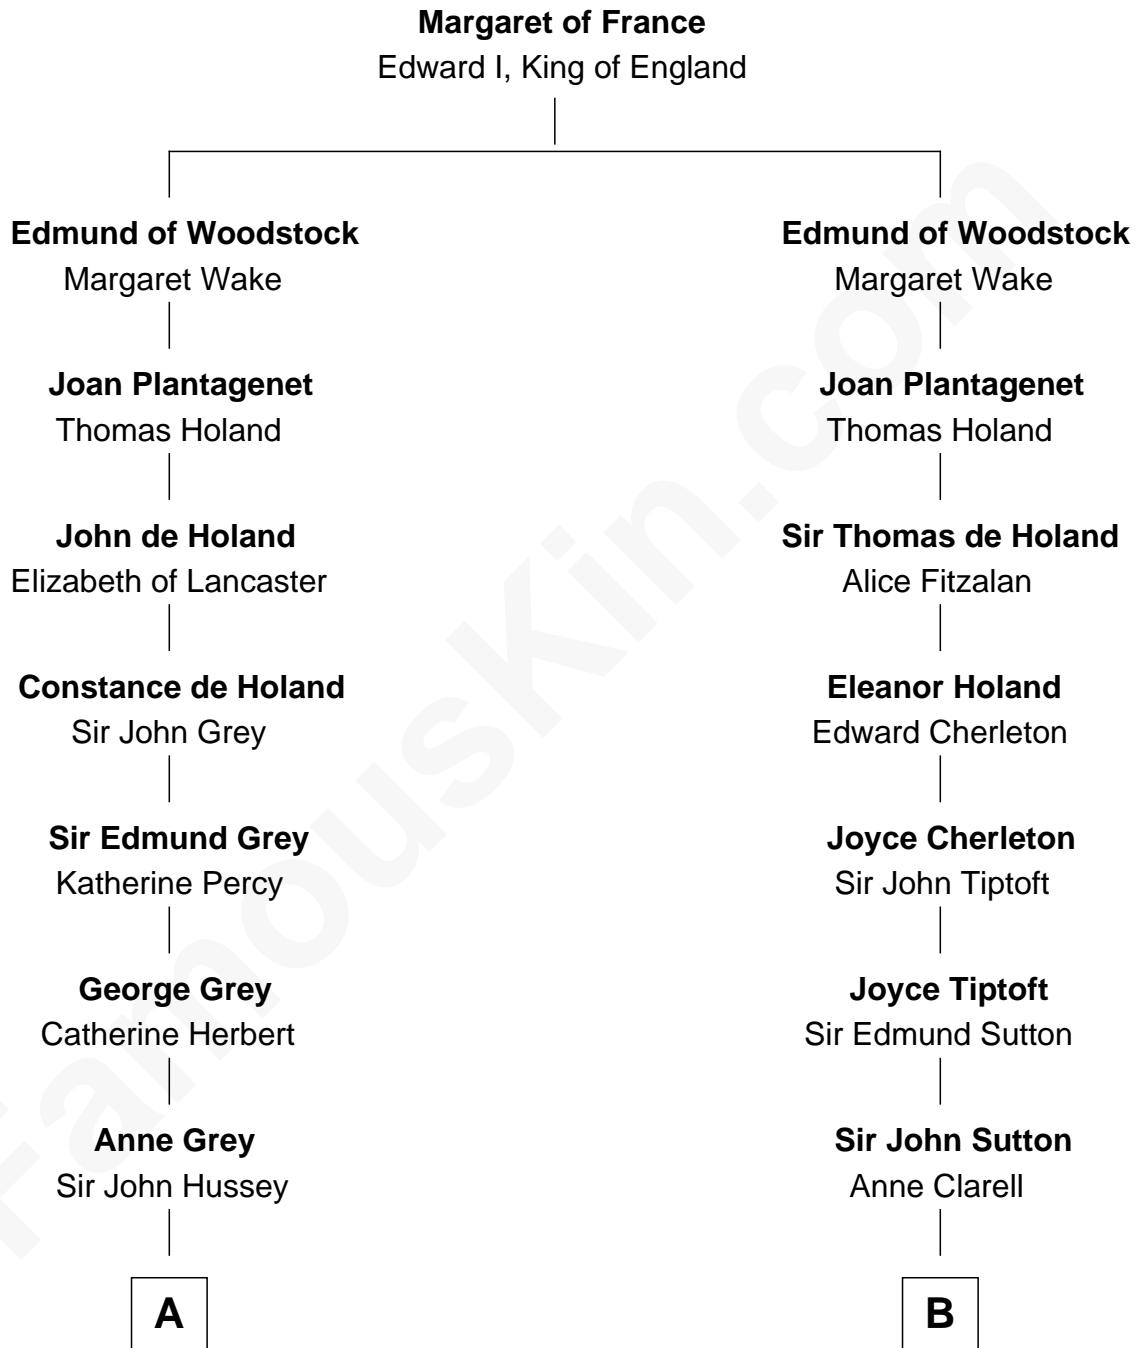 Margaret of France
Edward I, King of England
Edmund of Woodstock
Margaret Wake
Joan Plantagenet
Thomas Holand
John de Holand
Elizabeth of Lancaster
Constance de Holand
Sir John Grey
Sir Edmund Grey
Katherine Percy
George Grey
Catherine Herbert
Anne Grey
Sir John Hussey
A
Edmund of Woodstock
Margaret Wake
Joan Plantagenet
Thomas Holand
Sir Thomas de Holand
Alice Fitzalan
Eleanor Holand
Edward Cherleton
Joyce Cherleton
Sir John Tiptoft
Joyce Tiptoft
Sir Edmund Sutton
Sir John Sutton
Anne Clarell
B
FamousKin.com